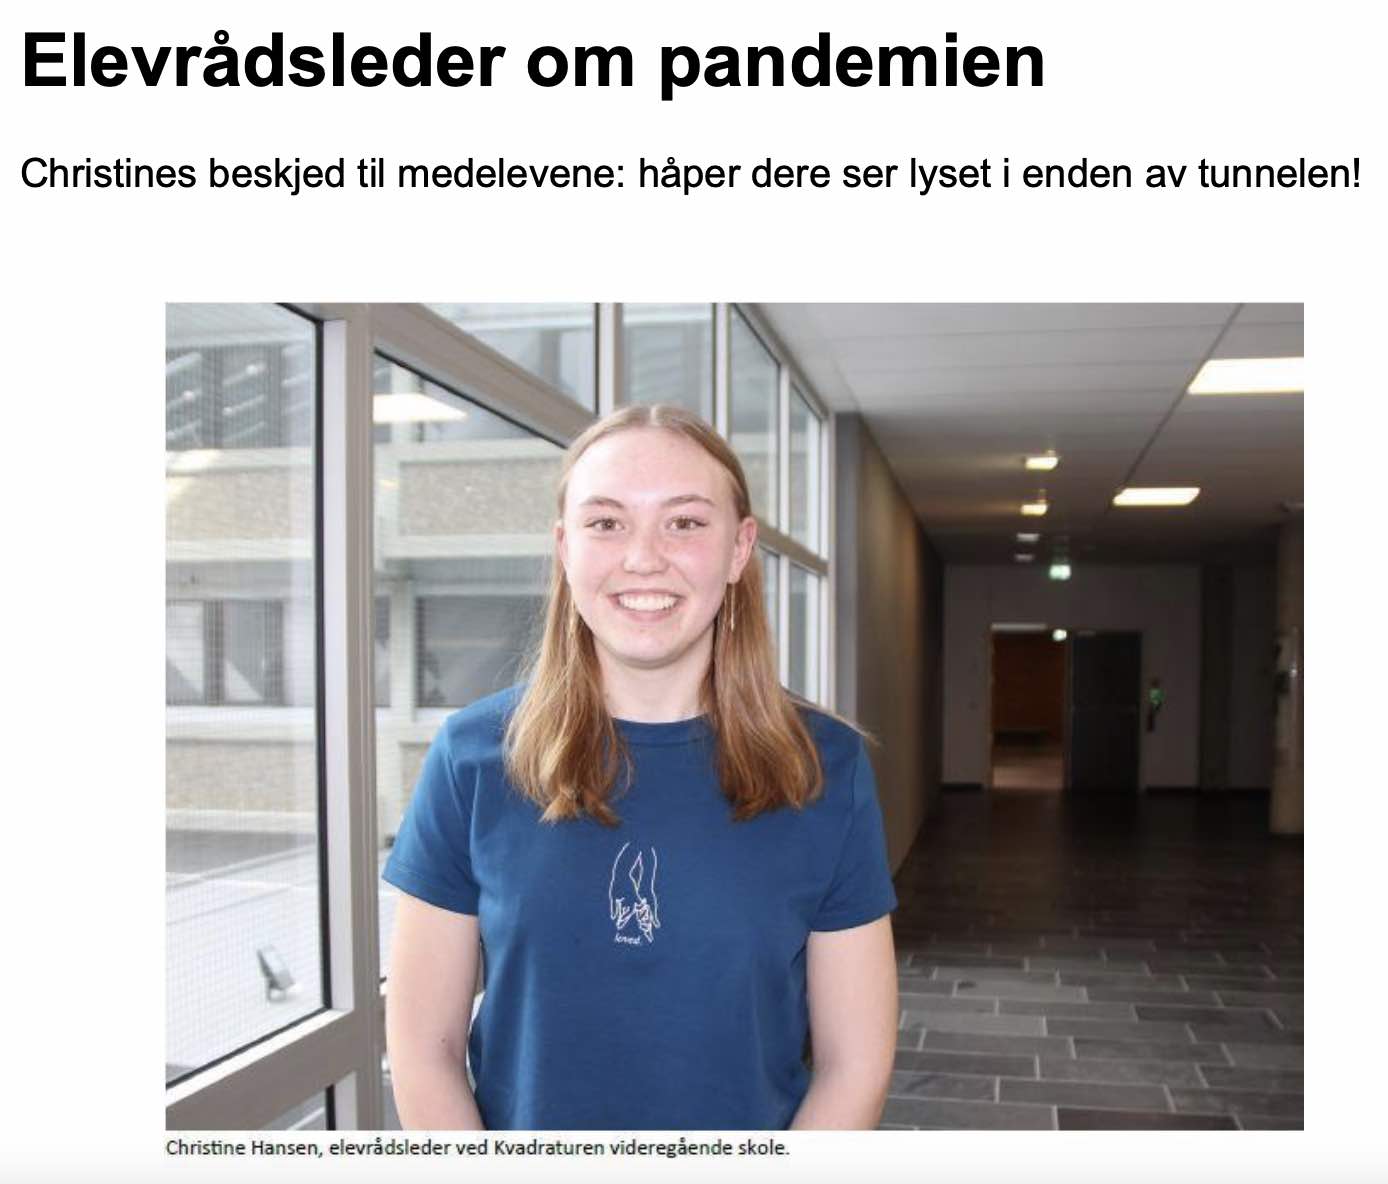 Elevrådsleder om pandemien
Christines beskjed til medelevene: håper dere ser lyset i enden av tunnelen!
loved.
Christine Hansen, elevrådsleder ved Kvadraturen videregående skole.